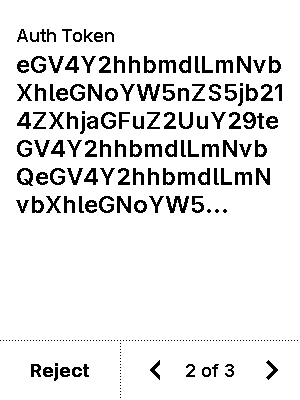 Auth Token
eGV4Y2hhbmdlLmNvb
XhleGNoYW5nZS5jb21
4ZXhjaGFuZ2UuY29te
GV4Y2hhbmdlLmNvb
QeGV4Y2hhbmdlLmN
vbXhleGNoYW5...
Reject
2 of 3